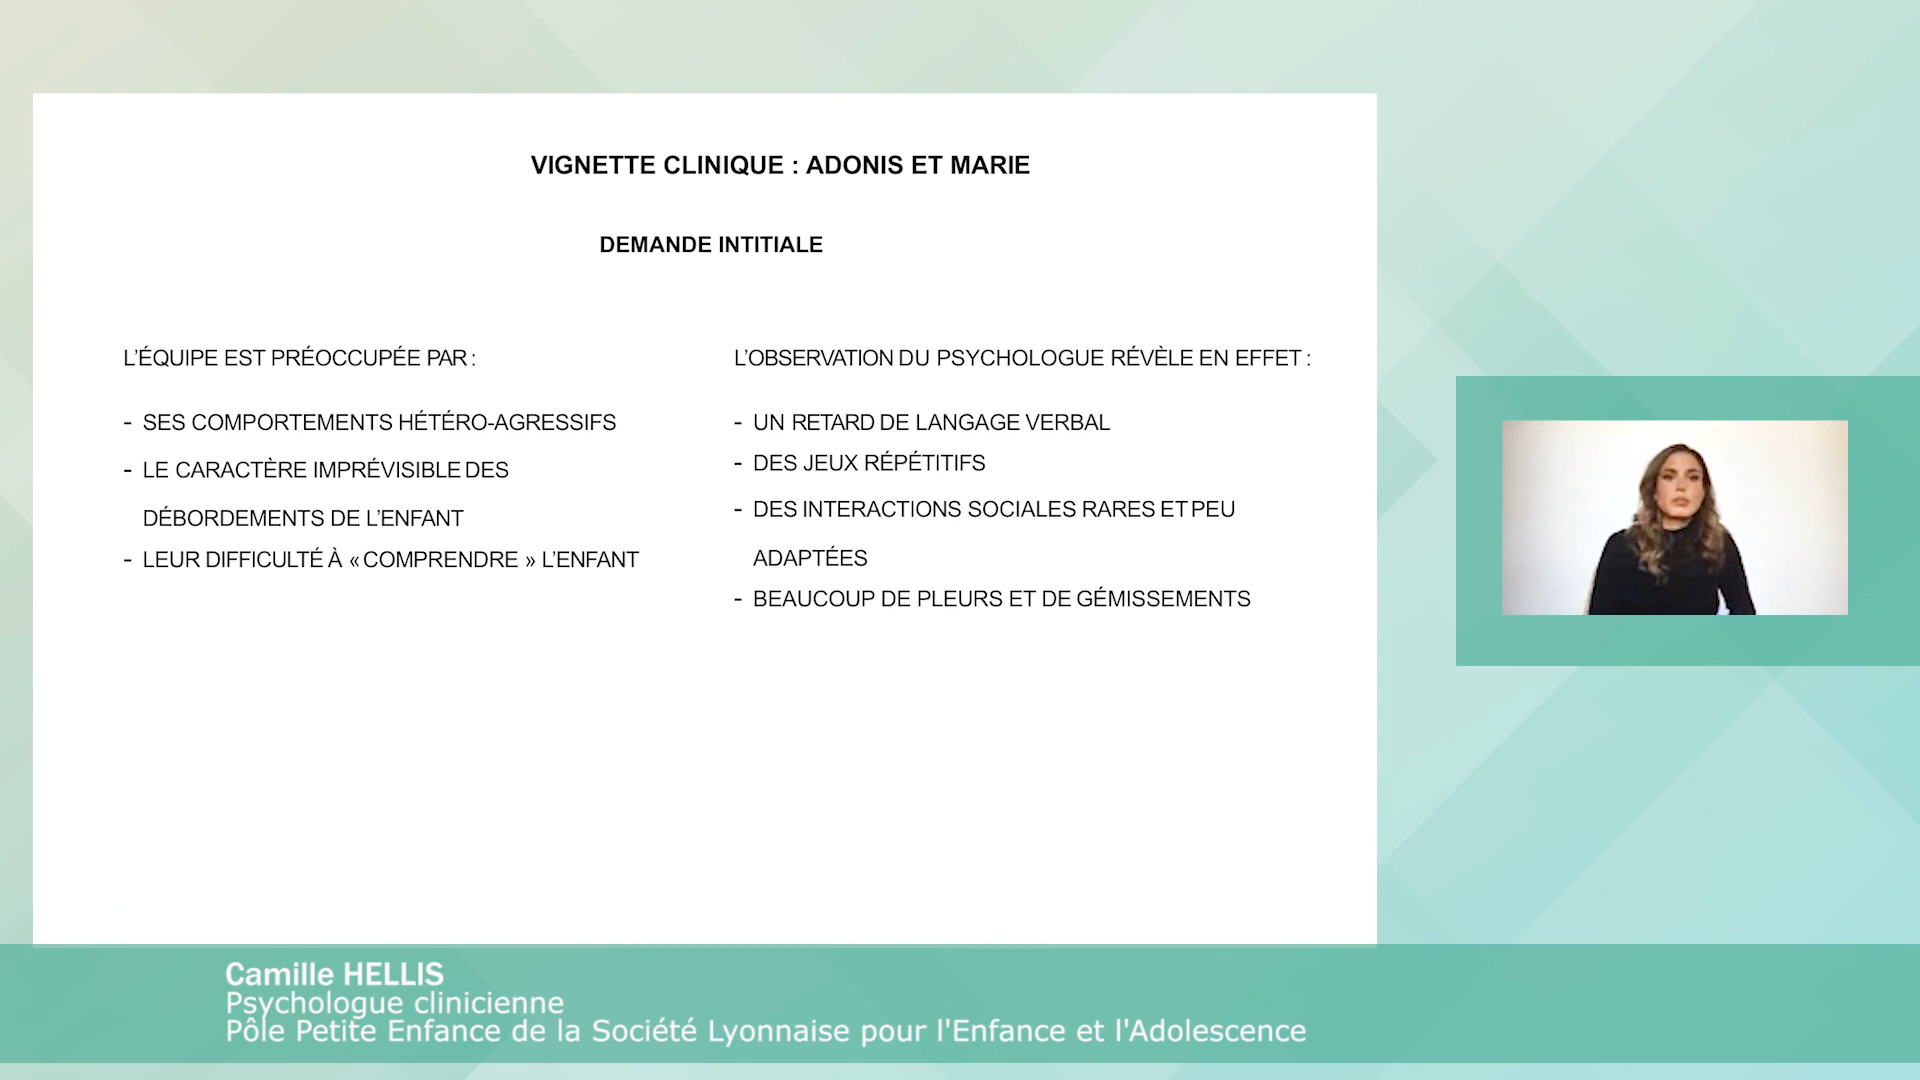 VIGNETTE CLINIQUE : ADONIS ET MARIE
DEMANDE INTITIALE
L'ÉQUIPE EST PRÉOCCUPÉE PAR :
- SES COMPORTEMENTS HÉTÉRO-AGRESSIFS
- LE CARACTÈRE IMPRÉVISIBLE DES
DÉBORDEMENTS DE L'ENFANT
- LEUR DIFFICULTÉ À « COMPRENDRE » L'ENFANT
L'OBSERVATION DU PSYCHOLOGUE RÉVÈLE EN EFFET :
- UN RETARD DE LANGAGE VERBAL
- DES JEUX RÉPÉTITIFS
- DES INTERACTIONS SOCIALES RARES ET PEU
ADAPTÉES
- BEAUCOUP DE PLEURS ET DE GÉMISSEMENTS
Camille HELLIS
Psychologue clinicienne
Pôle Petite Enfance de la Société Lyonnaise pour l'Enfance et l'Adolescence